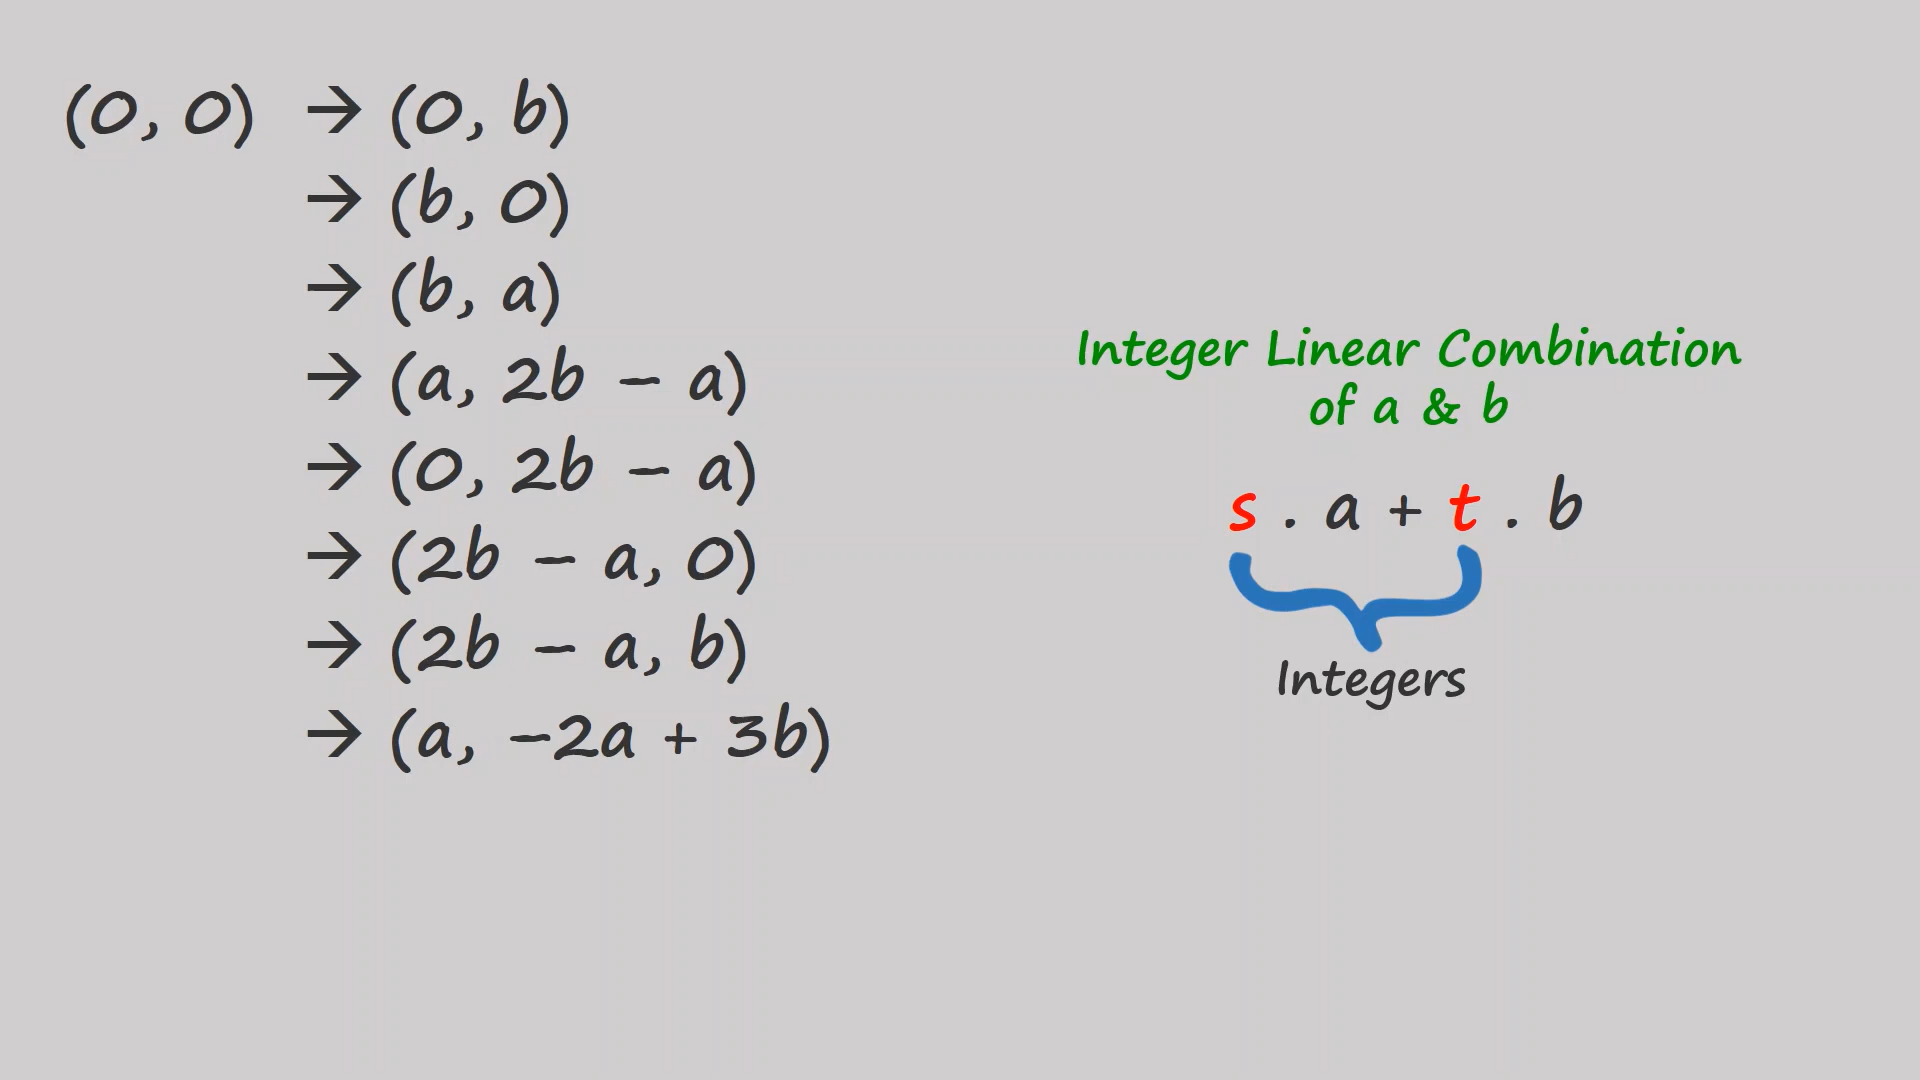 (0, 0) → (0, b)
→ (b, 0)
→ (b, a)
→ (a, 2b − a)
→ (0, 2b − a)
→ (2b − a, 0)
→ (2b − a, b)
→ (a, −2a + 3b)
Integer Linear Combination
of a & b
s . a + t . b
Integers